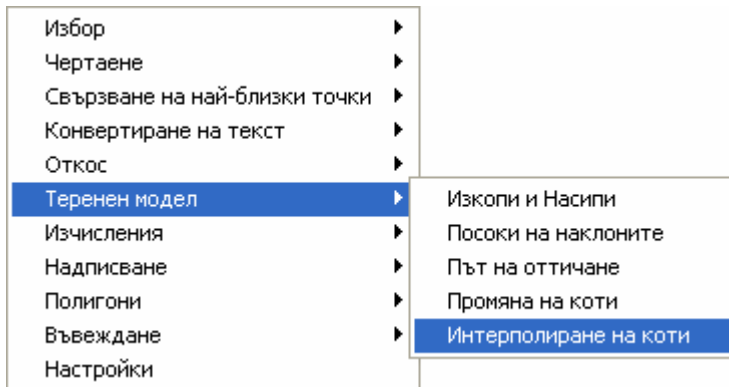 Избор
Чертаене
Свързване на най-близки точки
Конвертиране на текст
Откос
Теренен модел
Изчисления
Надписване
Полигони
Въвеждане
Настройки
Изкопи и Насипи
Посоки на наклоните
Път на оттичане
Промяна на коти
Интерполиране на коти